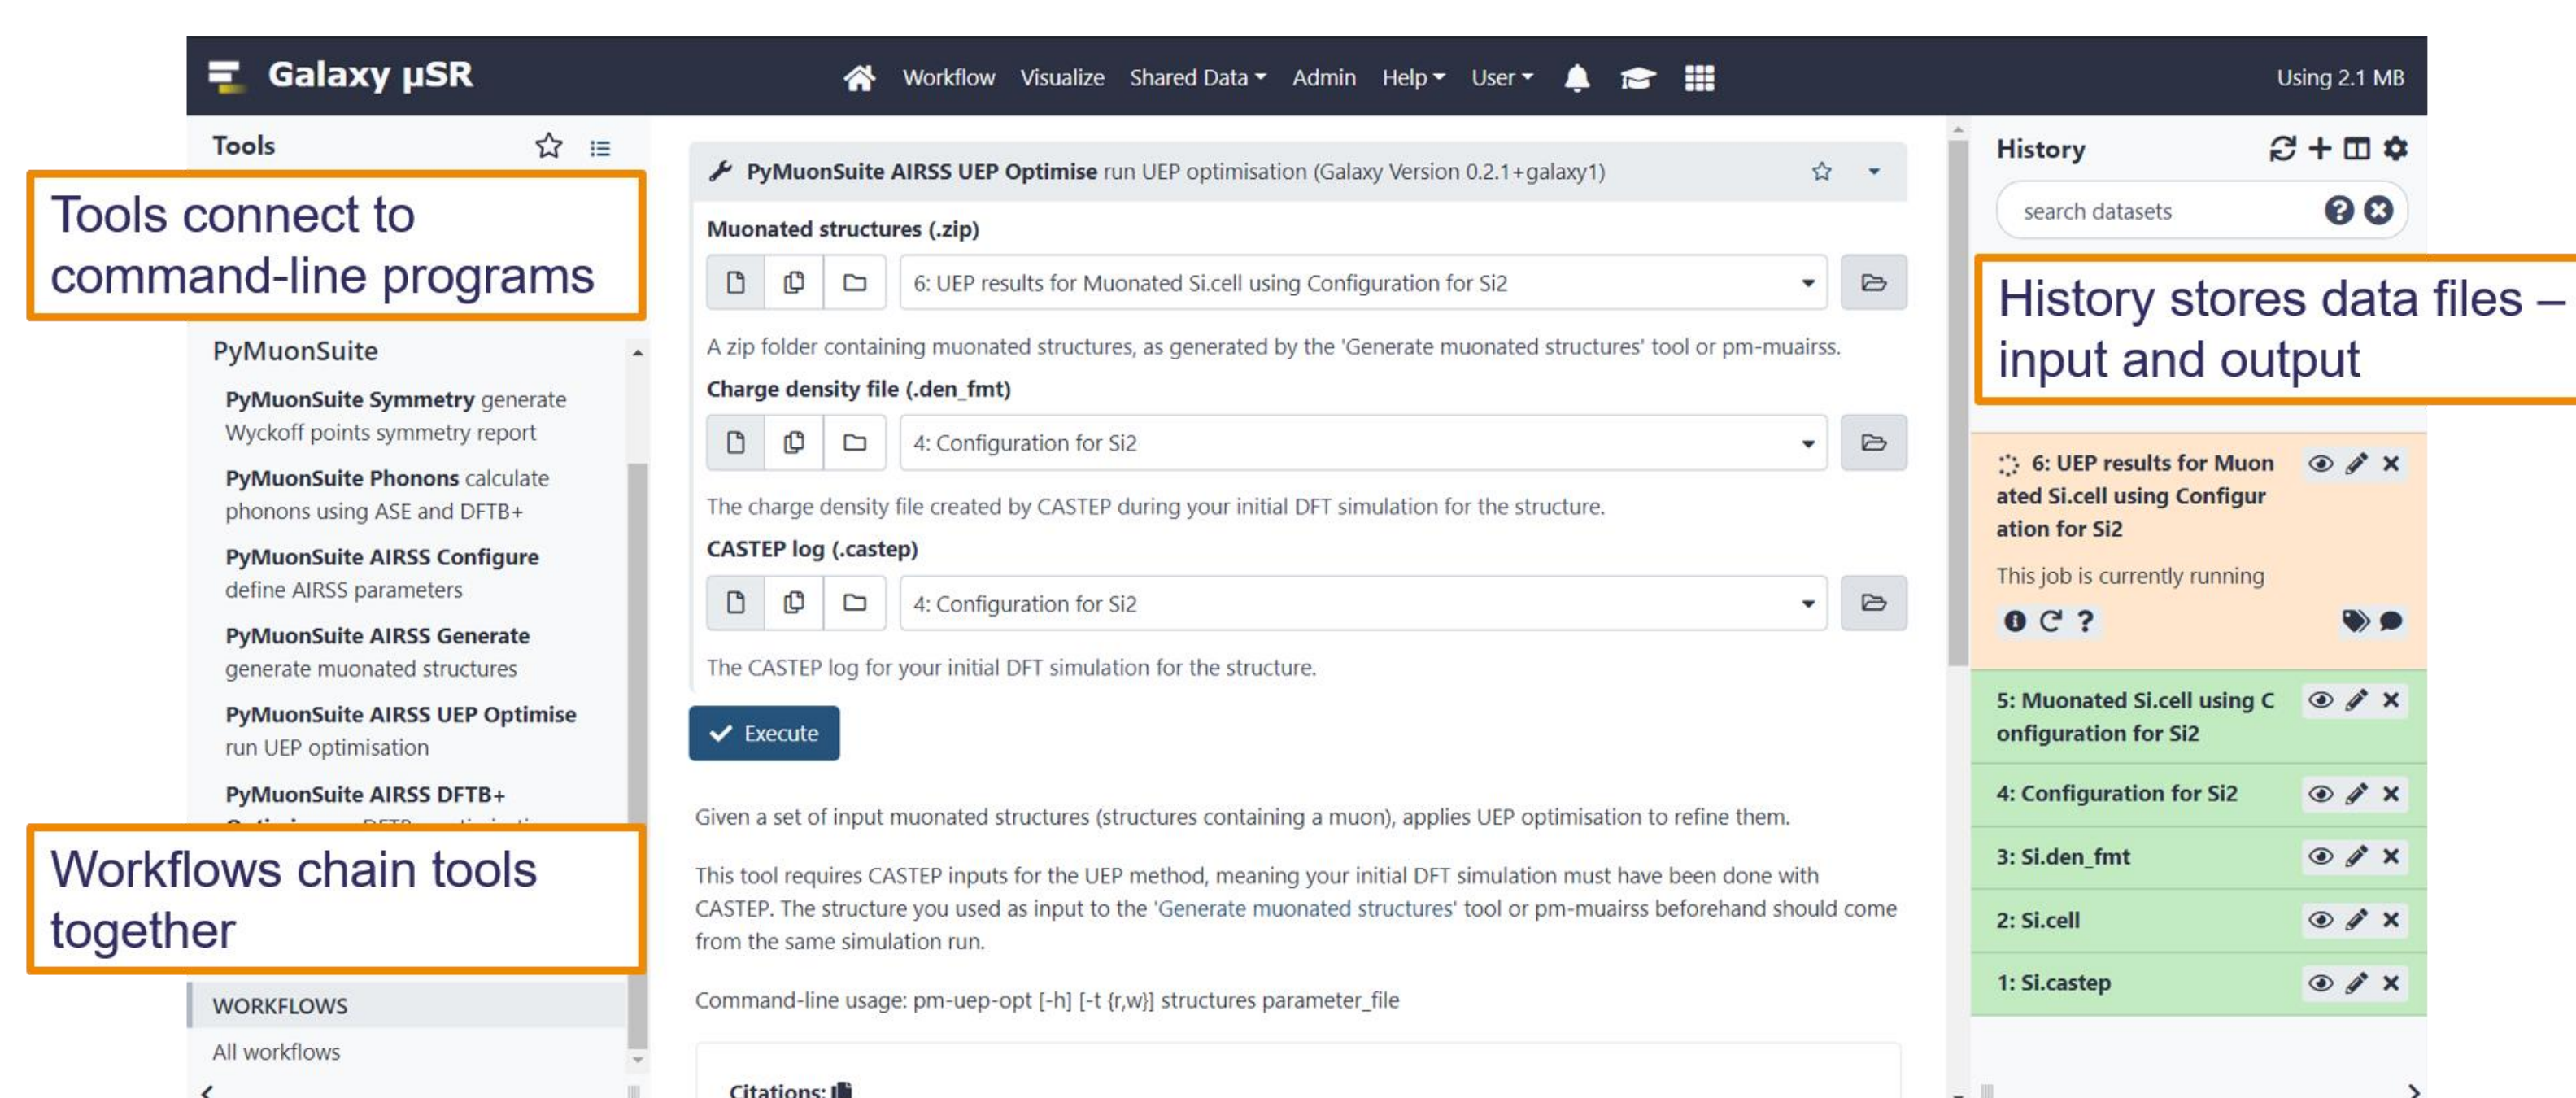 Galaxy µSR
Workflow Visualize Shared Data Admin Help User
Using 2.1 MB
Tools
Tools connect to
command-line programs
PyMuonSuite
PyMuonSuite Symmetry generate
Wyckoff points symmetry report
PyMuonSuite Phonons calculate
phonons using ASE and DFTB+
PyMuonSuite AIRSS Configure
define AIRSS parameters
PyMuonSuite AIRSS Generate
generate muonated structures
PyMuonSuite AIRSS UEP Optimise
run UEP optimisation
PyMuonSuite AIRSS DFTB+
Workflows chain tools
together
WORKFLOWS
All workflows
PyMuonSuite AIRSS UEP Optimise run UEP optimisation (Galaxy Version 0.2.1+galaxy1)
Muonated structures (.zip)
6: UEP results for Muonated Si.cell using Configuration for Si2
A zip folder containing muonated structures, as generated by the 'Generate muonated structures' tool or pm-muairss.
Charge density file (.den_fmt)
4: Configuration for Si2
The charge density file created by CASTEP during your initial DFT simulation for the structure.
CASTEP log (.castep)
4: Configuration for Si2
The CASTEP log for your initial DFT simulation for the structure.
Execute
Given a set of input muonated structures (structures containing a muon), applies UEP optimisation to refine them.
This tool requires CASTEP inputs for the UEP method, meaning your initial DFT simulation must have been done with
CASTEP. The structure you used as input to the 'Generate muonated structures' tool or pm-muairss beforehand should come
from the same simulation run.
Command-line usage: pm-uep-opt [-h] [-t {r,w}] structures parameter_file
Citations:
History
search datasets
History stores data files –
input and output
6: UEP results for Muon
ated Si.cell using Configur
ation for Si2
This job is currently running
5: Muonated Si.cell using C
onfiguration for Si2
4: Configuration for Si2
3: Si.den_fmt
2: Si.cell
1: Si.castep